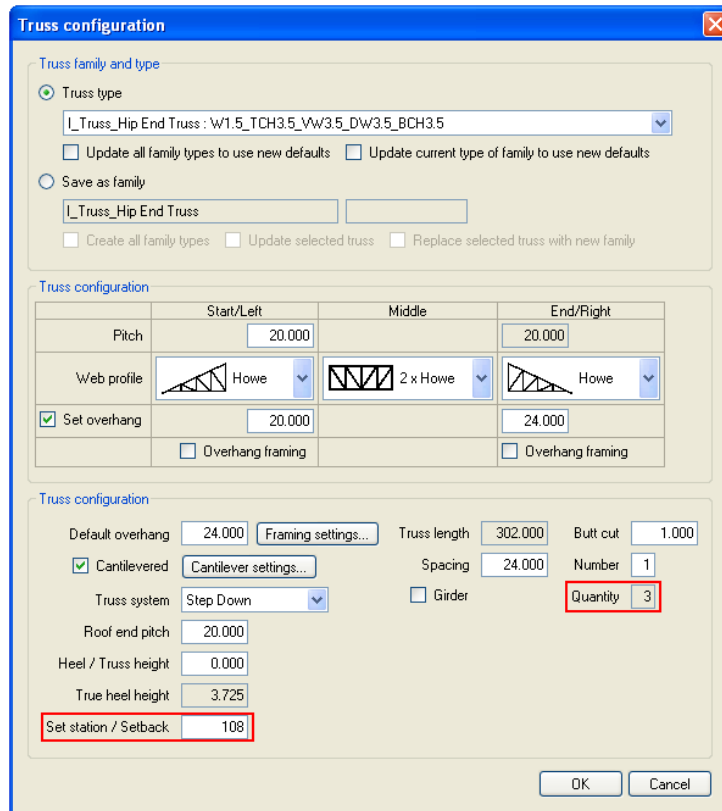 Truss configuration
Truss family and type
Truss type
I_Truss_Hip End Truss : W1.5_TCH3.5_VW3.5_DW3.5_BCH3.5
Update all family types to use new defaults Update current type of family to use new defaults
Save as family
I_Truss_Hip End Truss
Create all family types Update selected truss Replace selected truss with new family
Truss configuration
Start/Left Middle End/Right
Pitch 20.000 20.000
Web profile Howe 2 x Howe Howe
Set overhang 20.000 24.000
Overhang framing Overhang framing
Truss configuration
Default overhang 24.000 Framing settings... Truss length 302.000 Butt cut 1.000
Cantilevered Cantilever settings... Spacing 24.000 Number 1
Truss system Step Down Girder Quantity 3
Roof end pitch 20.000
Heel / Truss height 0.000
True heel height 3.725
Set station / Setback 108
OK Cancel